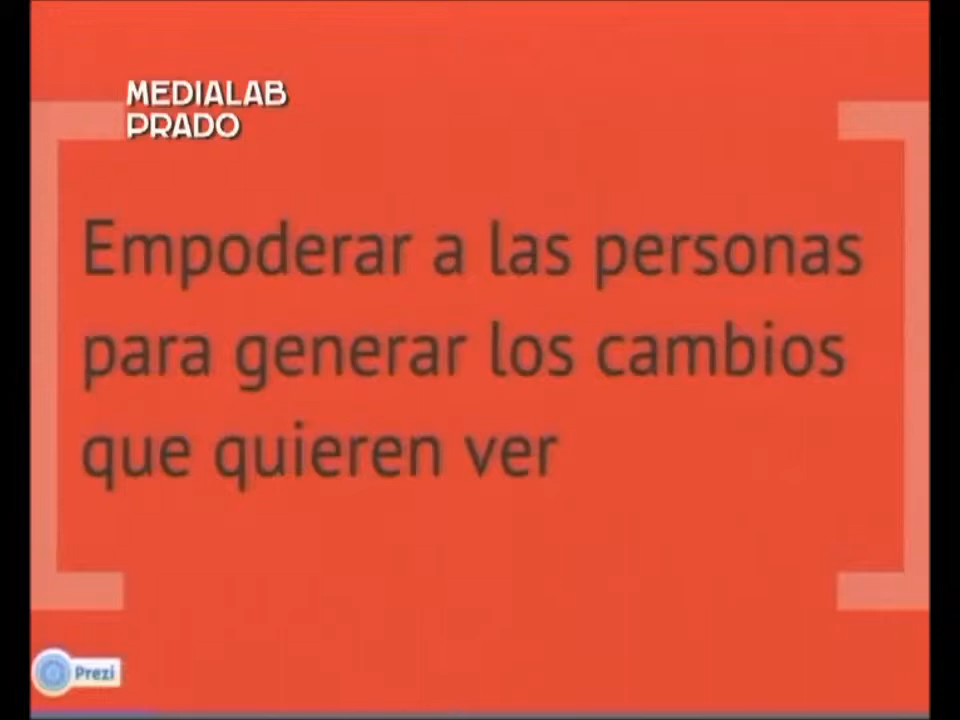 MEDIALAB
PRADO
Empoderar a las personas
para generar los cambios
que quieren ver
Prezi